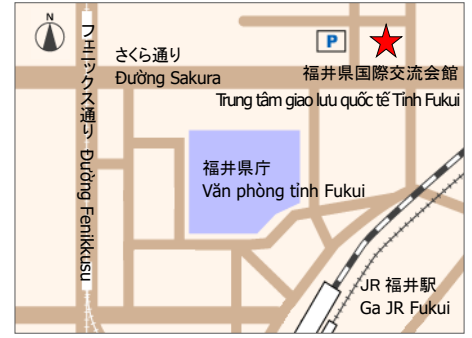 N
P
さくら通り
Đường Sakura
福井県国際交流会館
Trung tâm giao lưu quốc tế Tỉnh Fukui
フェニックス通り Đường Fenikkusu
福井県庁
Văn phòng tỉnh Fukui
JR 福井駅
Ga JR Fukui